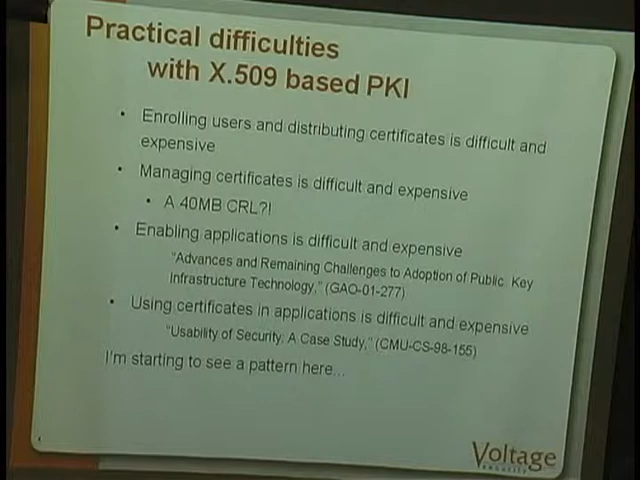 Practical difficulties
with X.509 based PKI
• Enrolling users and distributing certificates is difficult and
expensive
• Managing certificates is difficult and expensive
• A 40MB CRL?!
• Enabling applications is difficult and expensive
"Advances and Remaining Challenges to Adoption of Public Key
Infrastructure Technology," (GAO-01-277)
• Using certificates in applications is difficult and expensive
"Usability of Security: A Case Study," (CMU-CS-98-155)
I'm starting to see a pattern here...
Voltage